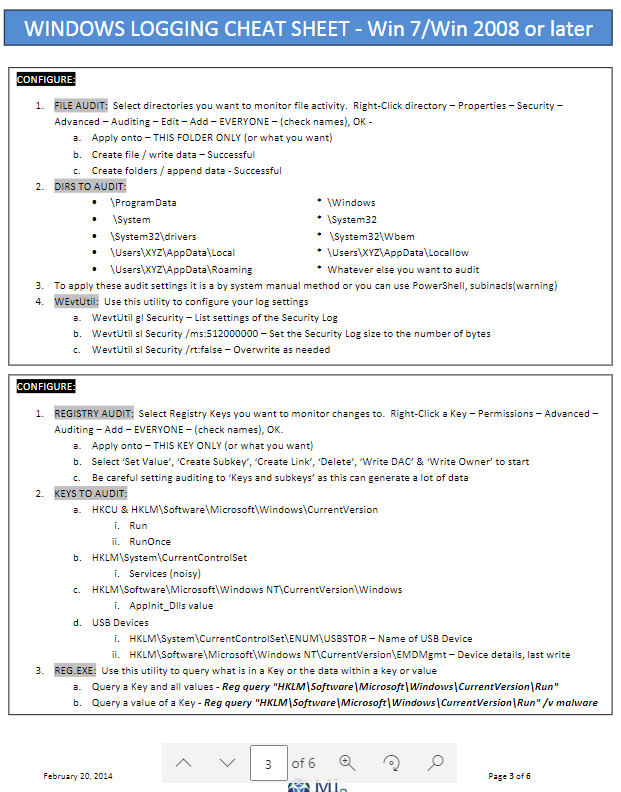 WINDOWS LOGGING CHEAT SHEET - Win 7/Win 2008 or later
CONFIGURE:
1. FILE AUDIT: Select directories you want to monitor file activity. Right-Click directory – Properties – Security –
Advanced – Auditing – Edit – Add – EVERYONE – (check names), OK -
a. Apply onto – THIS FOLDER ONLY (or what you want)
b. Create file / write data – Successful
c. Create folders / append data - Successful
2. DIRS TO AUDIT:
• \ProgramData * \Windows
• \System * \System32
• \System32\drivers * \System32\Wbem
• \Users\XYZ\AppData\Local * \Users\XYZ\AppData\Locallow
• \Users\XYZ\AppData\Roaming * Whatever else you want to audit
3. To apply these audit settings it is a by system manual method or you can use PowerShell, subinacls(warning)
4. WEvtUtil: Use this utility to configure your log settings
a. WevtUtil gl Security – List settings of the Security Log
b. WevtUtil sl Security /ms:512000000 – Set the Security Log size to the number of bytes
c. WevtUtil sl Security /rt:false – Overwrite as needed
CONFIGURE:
1. REGISTRY AUDIT: Select Registry Keys you want to monitor changes to. Right-Click a Key – Permissions – Advanced –
Auditing – Add – EVERYONE – (check names), OK.
a. Apply onto – THIS KEY ONLY (or what you want)
b. Select 'Set Value', 'Create Subkey', 'Create Link', 'Delete', 'Write DAC' & 'Write Owner' to start
c. Be careful setting auditing to 'Keys and subkeys' as this can generate a lot of data
2. KEYS TO AUDIT:
a. HKCU & HKLM\Software\Microsoft\Windows\CurrentVersion
i. Run
ii. RunOnce
b. HKLM\System\CurrentControlSet
i. Services (noisy)
c. HKLM\Software\Microsoft\Windows NT\CurrentVersion\Windows
i. AppInit_Dlls value
d. USB Devices
i. HKLM\System\CurrentControlSet\ENUM\USBSTOR – Name of USB Device
ii. HKLM\Software\Microsoft\Windows NT\CurrentVersion\EMDMgmt – Device details, last write
3. REG.EXE: Use this utility to query what is in a Key or the data within a key or value
a. Query a Key and all values - Reg query "HKLM\Software\Microsoft\Windows\CurrentVersion\Run"
b. Query a value of a Key - Reg query "HKLM\Software\Microsoft\Windows\CurrentVersion\Run" /v malware
3 of 6
February 20, 2014 Page 3 of 6